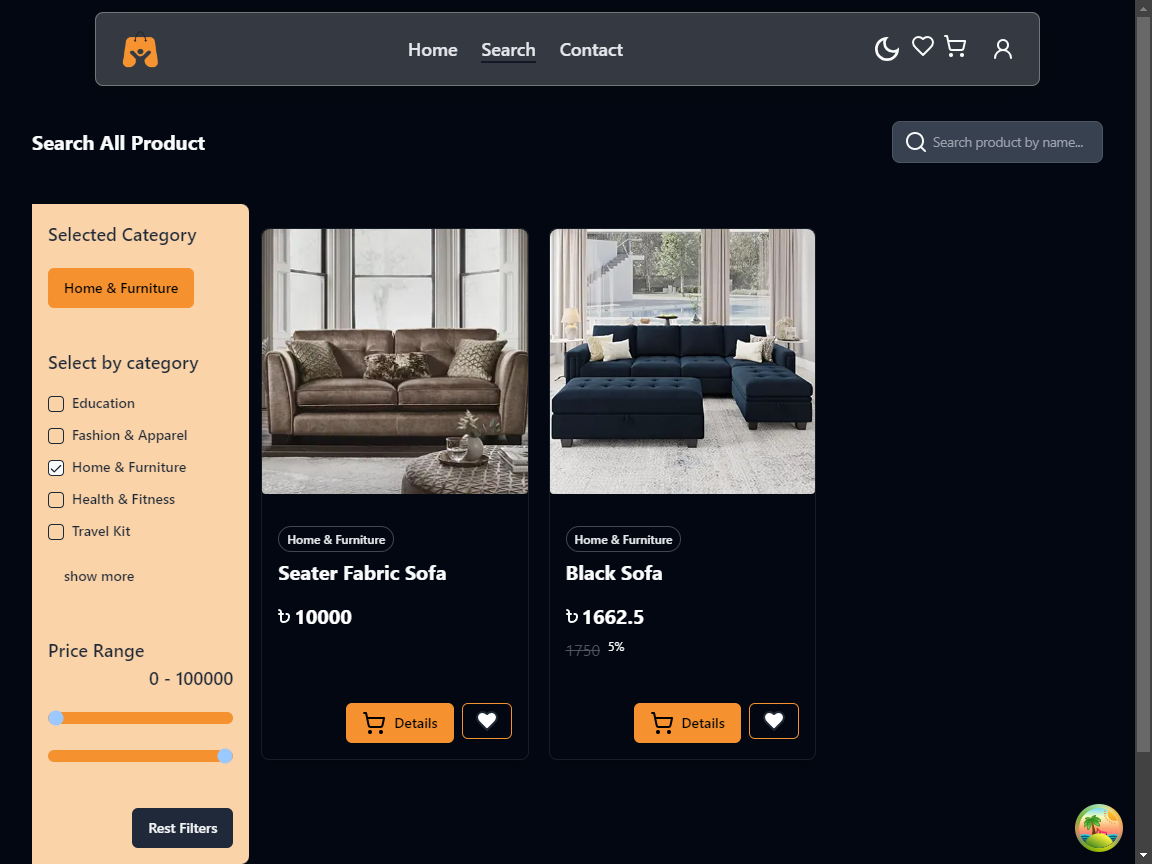 Home Search Contact
Search All Product
Search product by name...
Selected Category
Home & Furniture
Select by category
Education
Fashion & Apparel
Home & Furniture
Health & Fitness
Travel Kit
show more
Price Range
0 - 100000
Rest Filters
Home & Furniture
Seater Fabric Sofa
৳ 10000
Details
Home & Furniture
Black Sofa
৳ 1662.5
1750 5%
Details